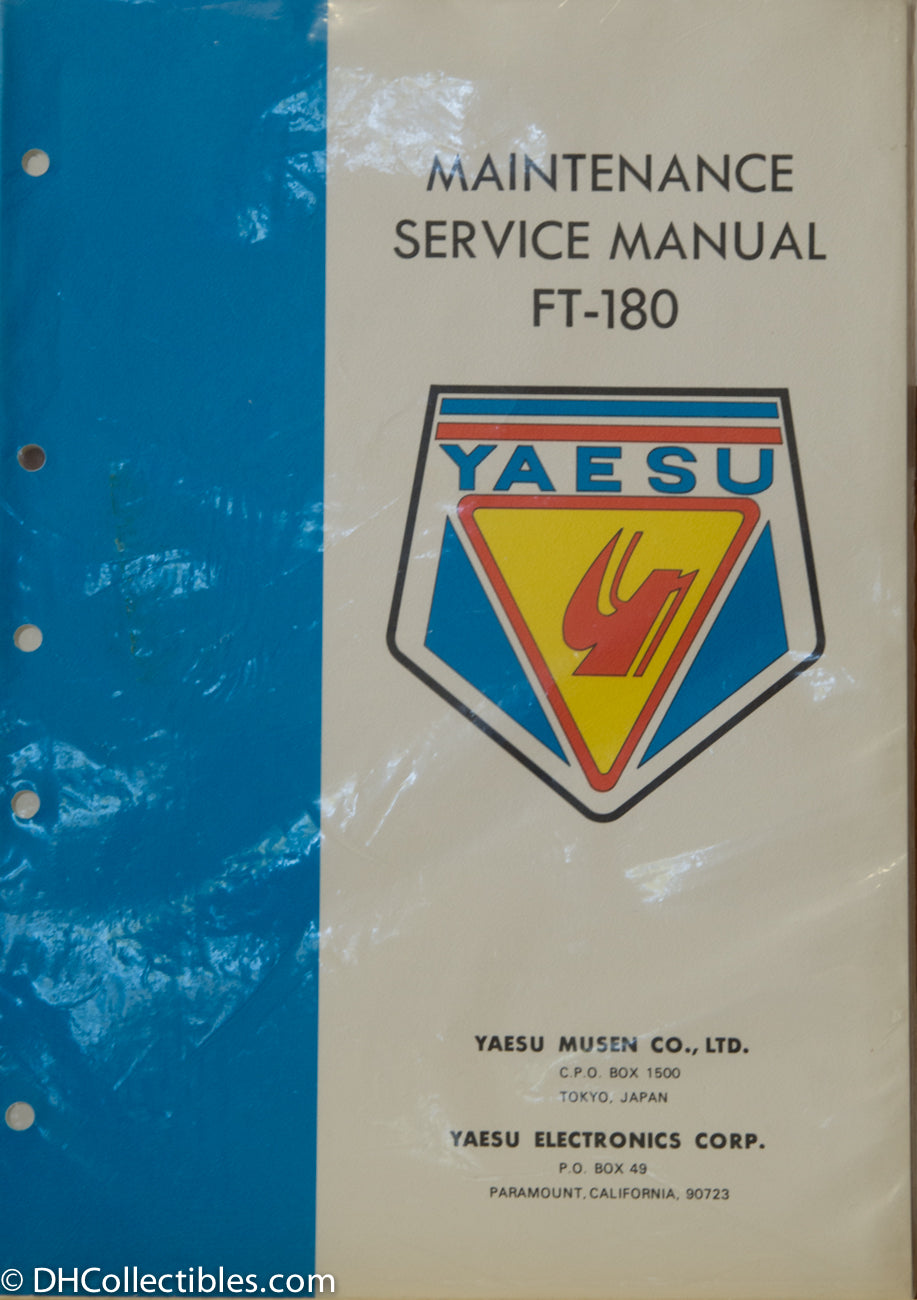 MAINTENANCE
SERVICE MANUAL
FT-180
YAESU
YAESU MUSEN CO., LTD.
C.P.O. BOX 1500
TOKYO, JAPAN
YAESU ELECTRONICS CORP.
P.O. BOX 49
PARAMOUNT, CALIFORNIA, 90723
© DHCollectibles.com